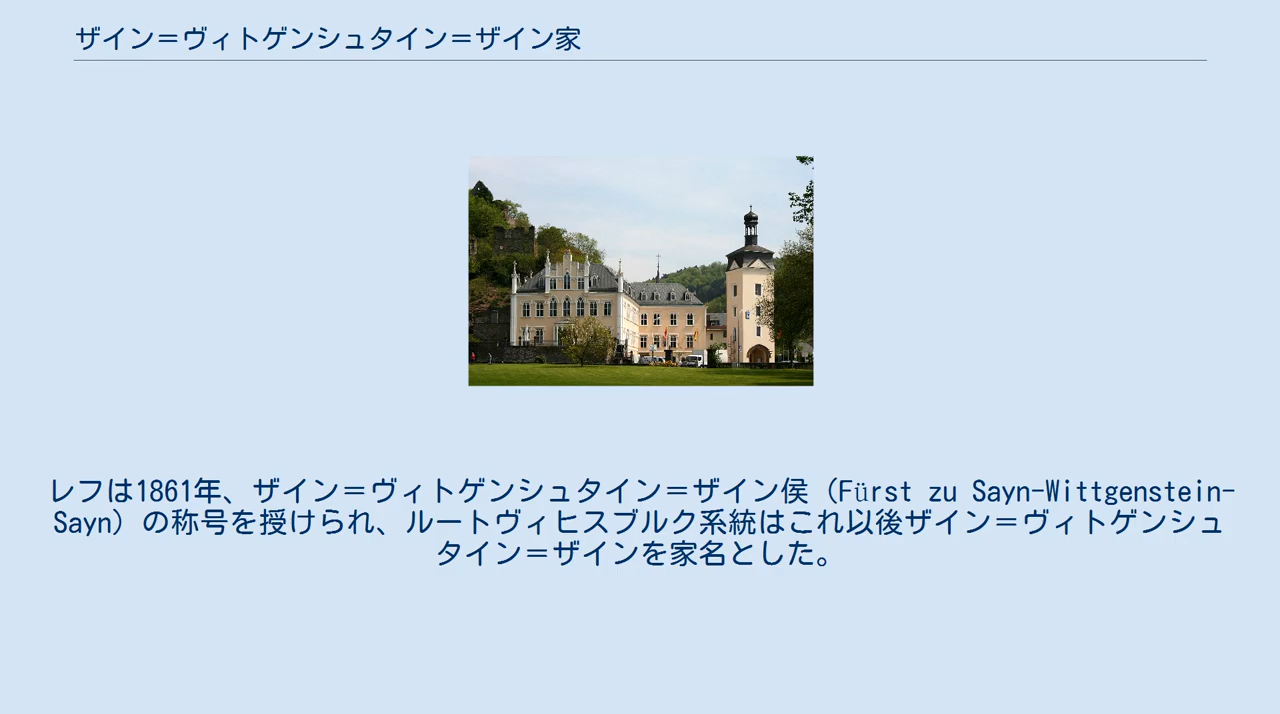 ザイン＝ヴィトゲンシュタイン＝ザイン家
レフは1861年、ザイン＝ヴィトゲンシュタイン＝ザイン侯（Fürst zu Sayn-Wittgenstein-
Sayn）の称号を授けられ、ルートヴィヒスブルク系統はこれ以後ザイン＝ヴィトゲンシュ
タイン＝ザインを家名とした。